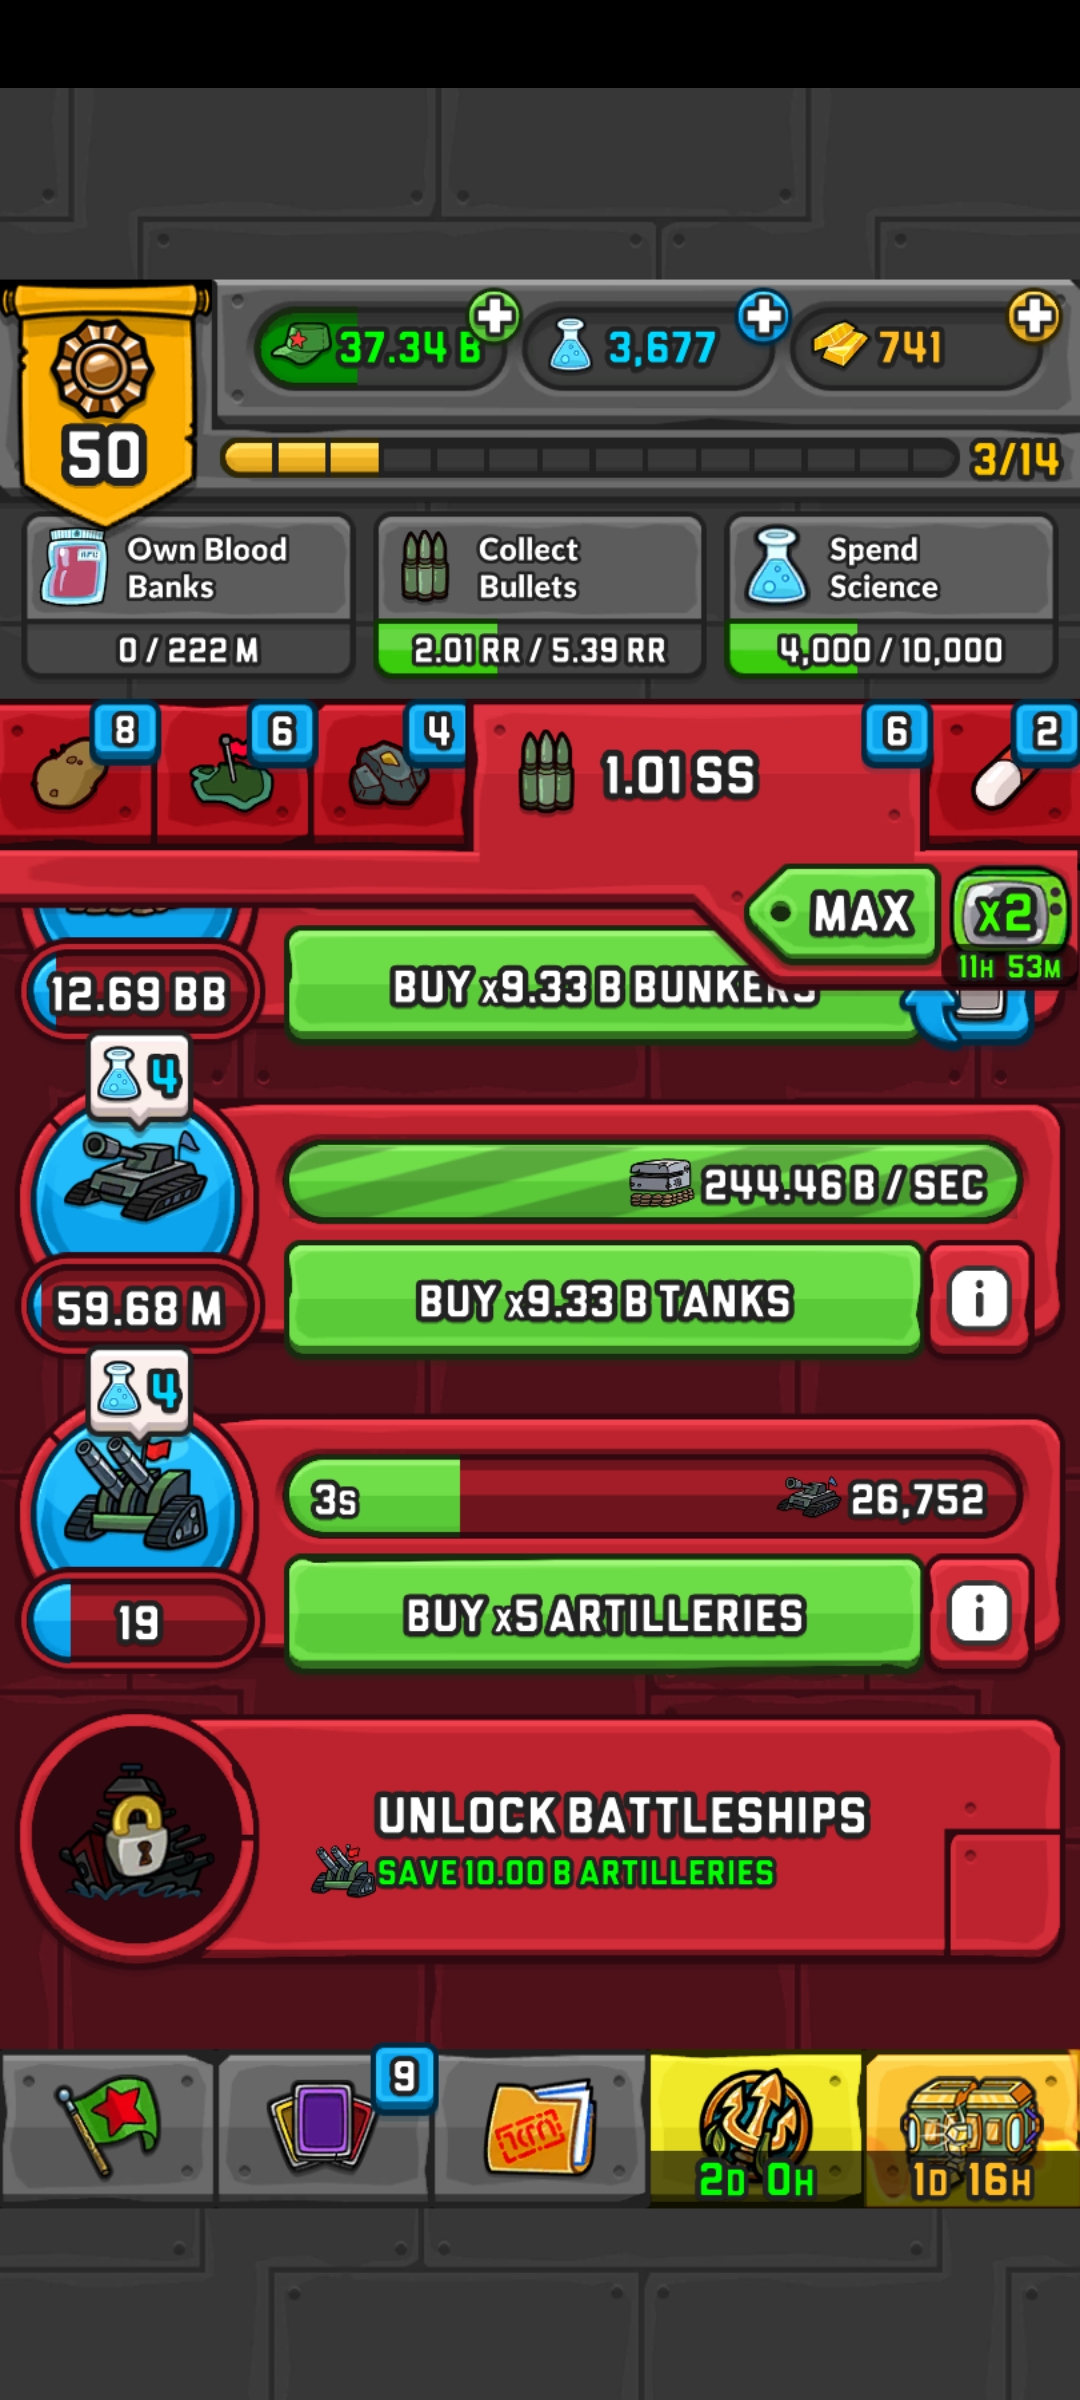 37.34 B
3,677
741
50
3/14
Own Blood
Banks
0 / 222 M
Collect
Bullets
2.01 RR / 5.39 RR
Spend
Science
4,000 / 10,000
8
6
4
1.01 SS
6
2
MAX
x2
11H 53M
12.69 BB
BUY x9.33 B BUNKERS
4
244.46 B / SEC
59.68 M
BUY x9.33 B TANKS
i
4
3s
26,752
19
BUY x5 ARTILLERIES
i
UNLOCK BATTLESHIPS
SAVE 10.00 B ARTILLERIES
9
2D 0H
1D 16H